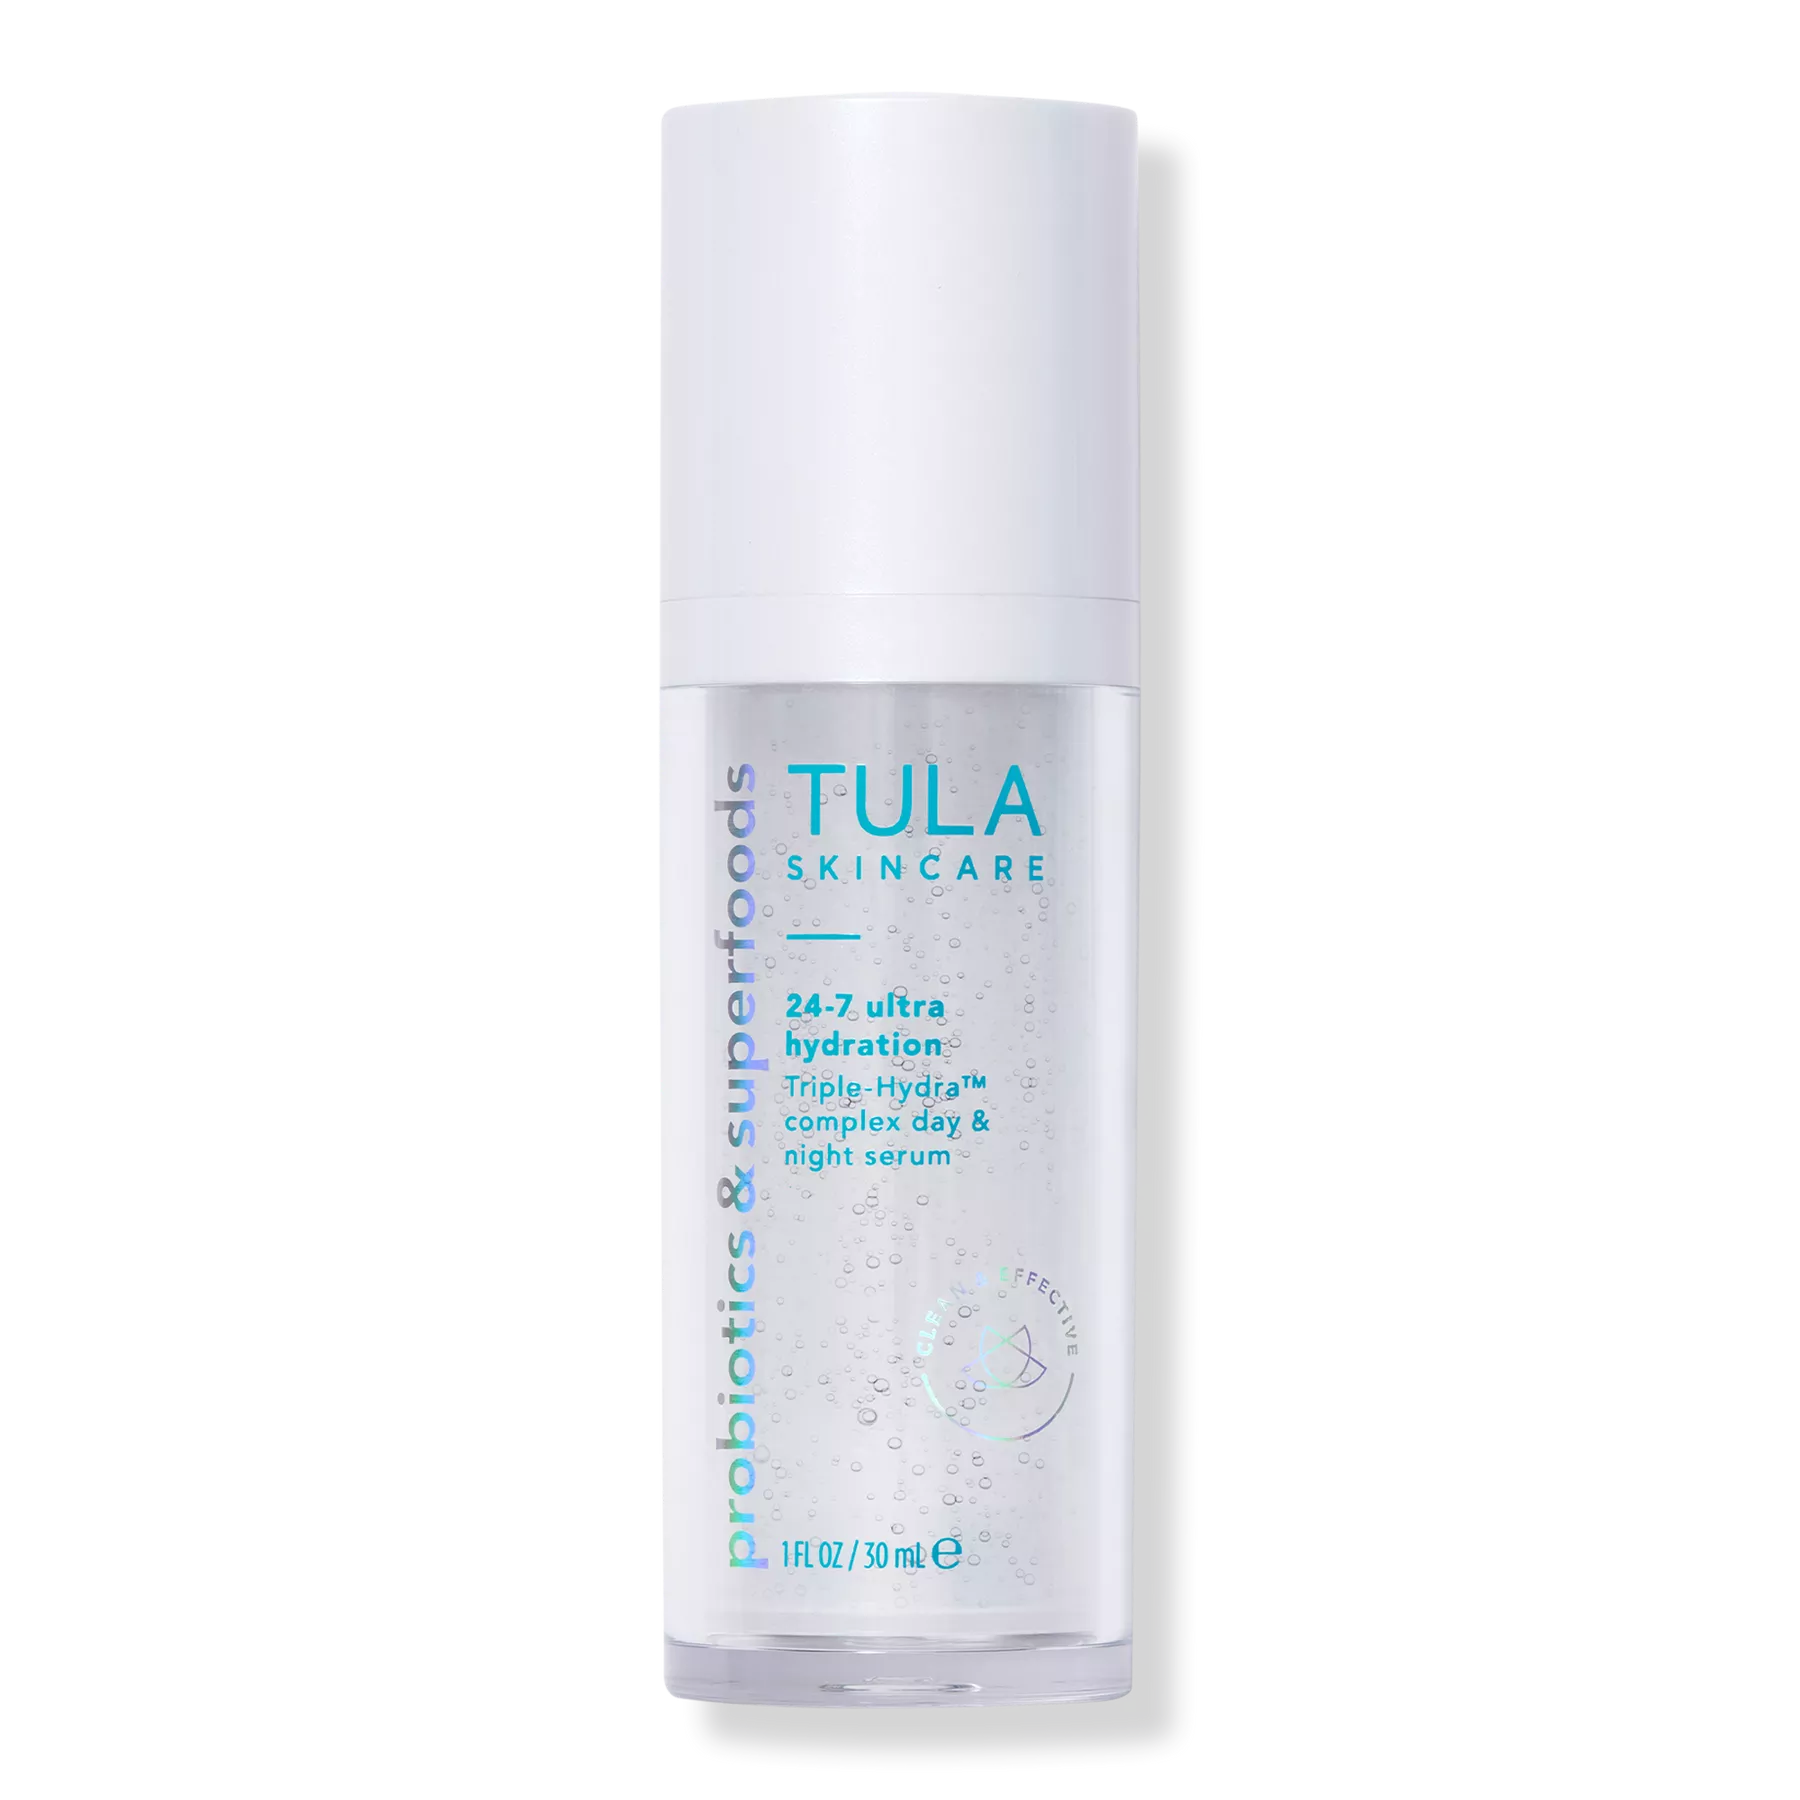 TULA
SKINCARE
24-7 ultra
hydration
Triple-Hydra™
complex day &
night serum
probiotics & superfoods
CLEAN & EFFECTIVE
1 FL OZ / 30 mL ℮